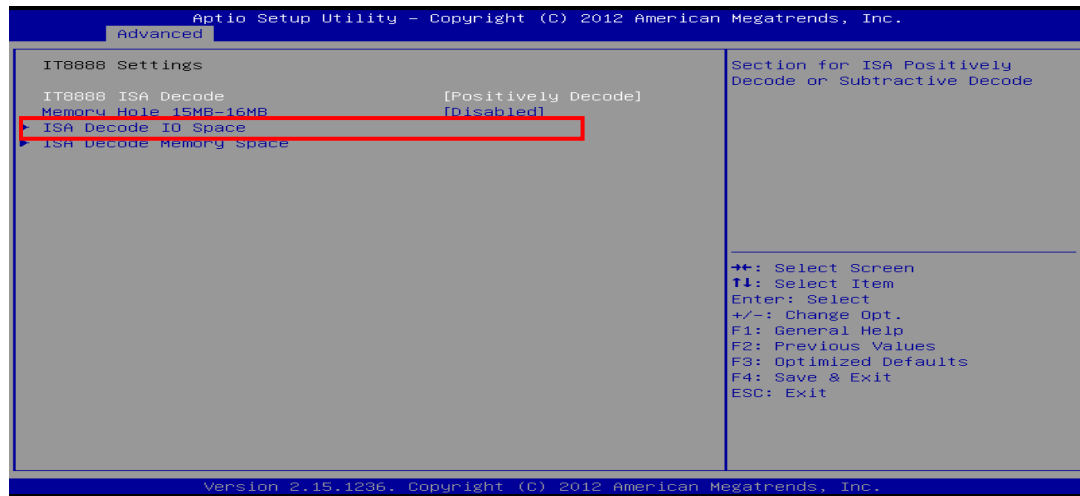 Aptio Setup Utility – Copyright (C) 2012 American Megatrends, Inc.
Advanced
IT8888 Settings
IT8888 ISA Decode [Positively Decode]
Memory Hole 15MB-16MB [Disabled]
▶ ISA Decode IO Space
▶ ISA Decode Memory Space
Section for ISA Positively
Decode or Subtractive Decode
→←: Select Screen
↑↓: Select Item
Enter: Select
+/-: Change Opt.
F1: General Help
F2: Previous Values
F3: Optimized Defaults
F4: Save & Exit
ESC: Exit
Version 2.15.1236. Copyright (C) 2012 American Megatrends, Inc.